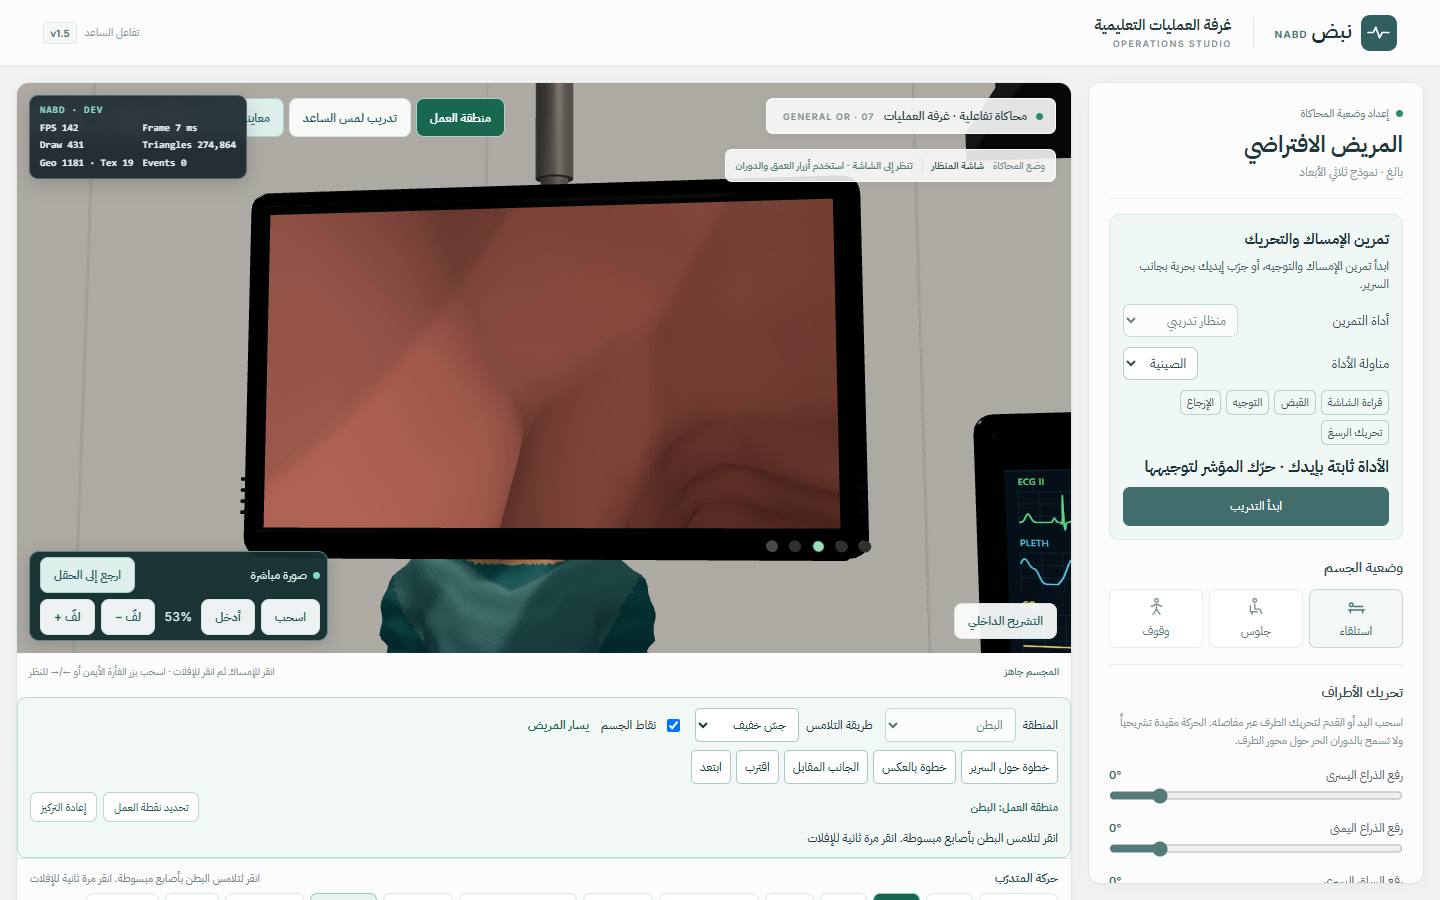 نبض NABD
غرفة العمليات التعليمية
OPERATIONS STUDIO
تفاعل الساعد v1.5
إعداد وضعية المحاكاة
المريض الافتراضي
بالغ · نموذج ثلاثي الأبعاد
تمرين الإمساك والتحريك
ابدأ تمرين الإمساك والتوجيه، أو جرّب إيديك بحرية بجانب
السرير.
أداة التمرين منظار تدريبي
مناولة الأداة الصينية
قراءة الشاشة القبض التوجيه الإرجاع
تحريك الرسغ
الأداة ثابتة بإيدك · حرّك المؤشر لتوجيهها
ابدأ التدريب
وضعية الجسم
استلقاء جلوس وقوف
تحريك الأطراف
اسحب اليد أو القدم لتحريك الطرف عبر مفاصله. الحركة مقيدة تشريحياً
ولا تسمح بالدوران الحر حول محور الطرف.
رفع الذراع اليسرى 0°
رفع الذراع اليمنى 0°
رفع الساق اليسرى 0°
محاكاة تفاعلية · غرفة العمليات GENERAL OR · 07
وضع المحاكاة شاشة المنظار تنظر إلى الشاشة · استخدم أزرار العمق والدوران
منطقة العمل تدريب لمس الساعد
NABD · DEV
FPS 142 Frame 7 ms
Draw 431 Triangles 274,864
Geo 1181 · Tex 19 Events 0
ECG II
PLETH
صورة مباشرة ارجع إلى الحقل
اسحب أدخل 53% لفّ − لفّ +
التشريح الداخلي
المجسم جاهز
انقر للإمساك ثم انقر للإفلات · اسحب بزر الفأرة الأيمن أو ←/→ للنظر
المنطقة البطن طريقة التلامس جسّ خفيف نقاط الجسم يسار المريض
خطوة حول السرير خطوة بالعكس الجانب المقابل اقترب ابتعد
منطقة العمل: البطن تحديد نقطة العمل إعادة التركيز
انقر لتلامس البطن بأصابع مبسوطة. انقر مرة ثانية للإفلات
حركة المتدرّب انقر لتلامس البطن بأصابع مبسوطة. انقر مرة ثانية للإفلات